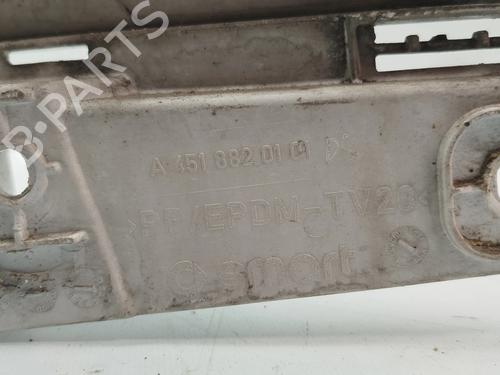 A 451 882 01 01
>PP/EPDM-TV20<
smart
B-PARTS